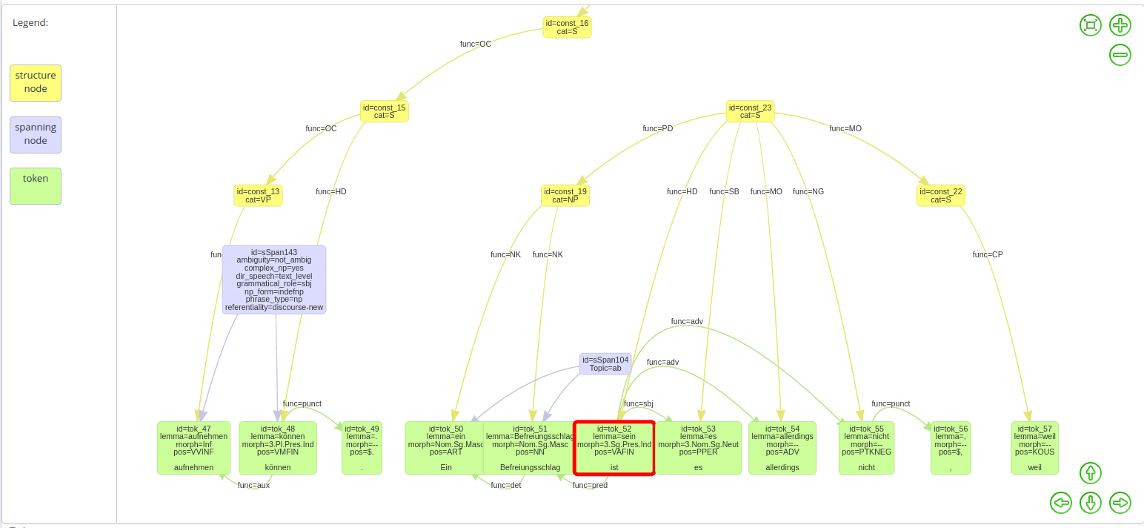 Legend:
structure
node
spanning
node
token
id=const_16
cat=S
func=OC
id=const_15
cat=S
id=const_23
cat=S
func=OC
func=PD
func=MO
id=const_13
cat=VP
func=HD
id=const_19
cat=NP
func=HD
func=SB
func=MO
func=NG
id=const_22
cat=S
id=sSpan143
ambiguity=not_ambig
complex_np=yes
dir_speech=text_level
grammatical_role=sbj
np_form=indefnp
phrase_type=np
referentiality=discourse-new
func=NK
func=NK
func=CP
func=adv
id=sSpan104
Topic=ab
func=adv
func=punct
func=sbj
func=punct
id=tok_47
lemma=aufnehmen
morph=Inf
pos=VVINF
aufnehmen
id=tok_48
lemma=können
morph=3.Pl.Pres.Ind
pos=VMFIN
können
id=tok_49
lemma=.
morph=--
pos=$.
.
id=tok_50
lemma=ein
morph=Nom.Sg.Masc
pos=ART
Ein
id=tok_51
lemma=Befreiungsschlag
morph=Nom.Sg.Masc
pos=NN
Befreiungsschlag
id=tok_52
lemma=sein
morph=3.Sg.Pres.Ind
pos=VAFIN
ist
id=tok_53
lemma=es
morph=3.Nom.Sg.Neut
pos=PPER
es
id=tok_54
lemma=allerdings
morph=--
pos=ADV
allerdings
id=tok_55
lemma=nicht
morph=--
pos=PTKNEG
nicht
id=tok_56
lemma=,
morph=--
pos=$,
,
id=tok_57
lemma=weil
morph=--
pos=KOUS
weil
func=aux
func=det
func=pred